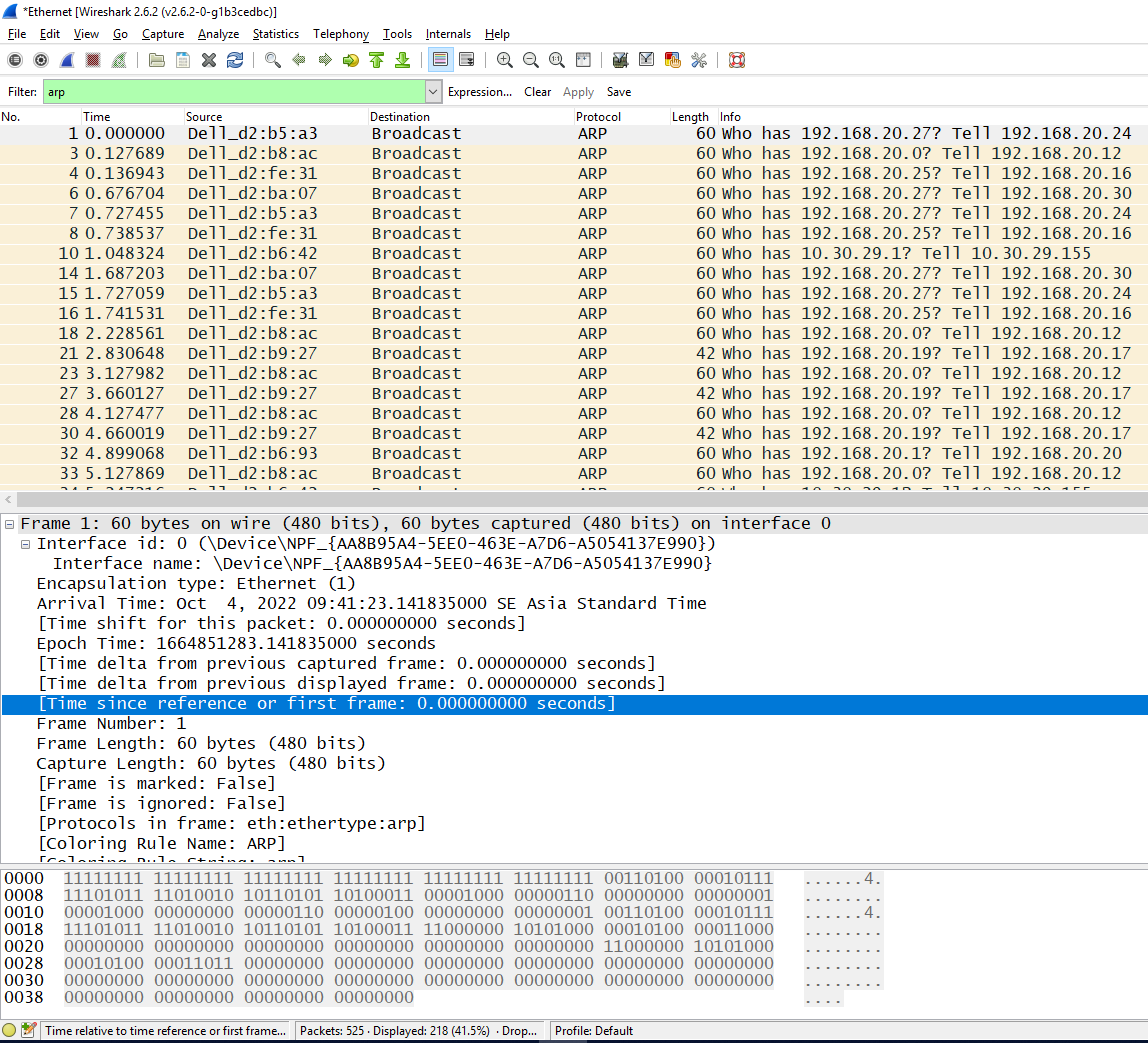 *Ethernet [Wireshark 2.6.2 (v2.6.2-0-g1b3cedbc)]
File Edit View Go Capture Analyze Statistics Telephony Tools Internals Help
Filter: arp Expression... Clear Apply Save
No. Time Source Destination Protocol Length Info
1 0.000000 Dell_d2:b5:a3 Broadcast ARP 60 Who has 192.168.20.27? Tell 192.168.20.24
3 0.127689 Dell_d2:b8:ac Broadcast ARP 60 Who has 192.168.20.0? Tell 192.168.20.12
4 0.136943 Dell_d2:fe:31 Broadcast ARP 60 Who has 192.168.20.25? Tell 192.168.20.16
6 0.676704 Dell_d2:ba:07 Broadcast ARP 60 Who has 192.168.20.27? Tell 192.168.20.30
7 0.727455 Dell_d2:b5:a3 Broadcast ARP 60 Who has 192.168.20.27? Tell 192.168.20.24
8 0.738537 Dell_d2:fe:31 Broadcast ARP 60 Who has 192.168.20.25? Tell 192.168.20.16
10 1.048324 Dell_d2:b6:42 Broadcast ARP 60 Who has 10.30.29.1? Tell 10.30.29.155
14 1.687203 Dell_d2:ba:07 Broadcast ARP 60 Who has 192.168.20.27? Tell 192.168.20.30
15 1.727059 Dell_d2:b5:a3 Broadcast ARP 60 Who has 192.168.20.27? Tell 192.168.20.24
16 1.741531 Dell_d2:fe:31 Broadcast ARP 60 Who has 192.168.20.25? Tell 192.168.20.16
18 2.228561 Dell_d2:b8:ac Broadcast ARP 60 Who has 192.168.20.0? Tell 192.168.20.12
21 2.830648 Dell_d2:b9:27 Broadcast ARP 42 Who has 192.168.20.19? Tell 192.168.20.17
23 3.127982 Dell_d2:b8:ac Broadcast ARP 60 Who has 192.168.20.0? Tell 192.168.20.12
27 3.660127 Dell_d2:b9:27 Broadcast ARP 42 Who has 192.168.20.19? Tell 192.168.20.17
28 4.127477 Dell_d2:b8:ac Broadcast ARP 60 Who has 192.168.20.0? Tell 192.168.20.12
30 4.660019 Dell_d2:b9:27 Broadcast ARP 42 Who has 192.168.20.19? Tell 192.168.20.17
32 4.899068 Dell_d2:b6:93 Broadcast ARP 60 Who has 192.168.20.1? Tell 192.168.20.20
33 5.127869 Dell_d2:b8:ac Broadcast ARP 60 Who has 192.168.20.0? Tell 192.168.20.12
Frame 1: 60 bytes on wire (480 bits), 60 bytes captured (480 bits) on interface 0
Interface id: 0 (\Device\NPF_{AA8B95A4-5EE0-463E-A7D6-A5054137E990})
Interface name: \Device\NPF_{AA8B95A4-5EE0-463E-A7D6-A5054137E990}
Encapsulation type: Ethernet (1)
Arrival Time: Oct 4, 2022 09:41:23.141835000 SE Asia Standard Time
[Time shift for this packet: 0.000000000 seconds]
Epoch Time: 1664851283.141835000 seconds
[Time delta from previous captured frame: 0.000000000 seconds]
[Time delta from previous displayed frame: 0.000000000 seconds]
[Time since reference or first frame: 0.000000000 seconds]
Frame Number: 1
Frame Length: 60 bytes (480 bits)
Capture Length: 60 bytes (480 bits)
[Frame is marked: False]
[Frame is ignored: False]
[Protocols in frame: eth:ethertype:arp]
[Coloring Rule Name: ARP]
[Coloring Rule String: arp]
0000 11111111 11111111 11111111 11111111 11111111 11111111 00110100 00010111 ......4.
0008 11101011 11010010 10110101 10100011 00001000 00000110 00000000 00000001 ........
0010 00001000 00000000 00000110 00000100 00000000 00000001 00110100 00010111 ......4.
0018 11101011 11010010 10110101 10100011 11000000 10101000 00010100 00011000 ........
0020 00000000 00000000 00000000 00000000 00000000 00000000 11000000 10101000 ........
0028 00010100 00011011 00000000 00000000 00000000 00000000 00000000 00000000 ........
0030 00000000 00000000 00000000 00000000 00000000 00000000 00000000 00000000 ........
0038 00000000 00000000 00000000 00000000 ....
Time relative to time reference or first frame... Packets: 525 · Displayed: 218 (41.5%) · Drop... Profile: Default